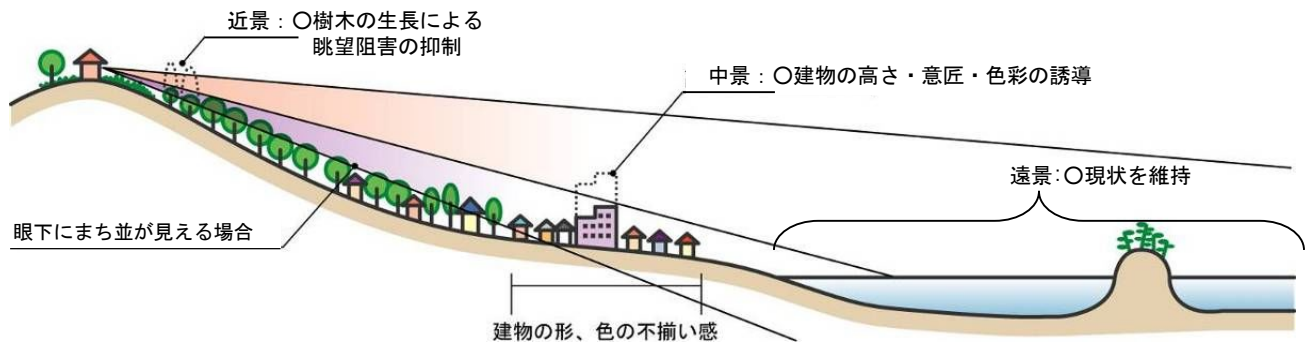 近景：〇樹木の生長による
眺望阻害の抑制
中景：〇建物の高さ・意匠・色彩の誘導
遠景：〇現状を維持
眼下にまち並が見える場合
建物の形、色の不揃い感